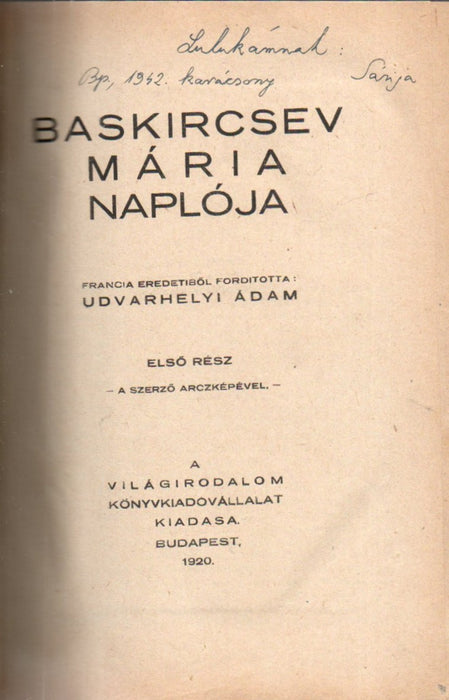 Lulukámnak:
Bp, 1942. karácsony Sánja
BASKIRCSEV
MÁRIA
NAPLÓJA
FRANCIA EREDETIBŐL FORDITOTTA:
UDVARHELYI ÁDAM
ELSŐ RÉSZ
— A SZERZŐ ARCZKÉPÉVEL. —
A
VILÁGIRODALOM
KÖNYVKIADÓVÁLLALAT
KIADASA.
BUDAPEST,
1920.